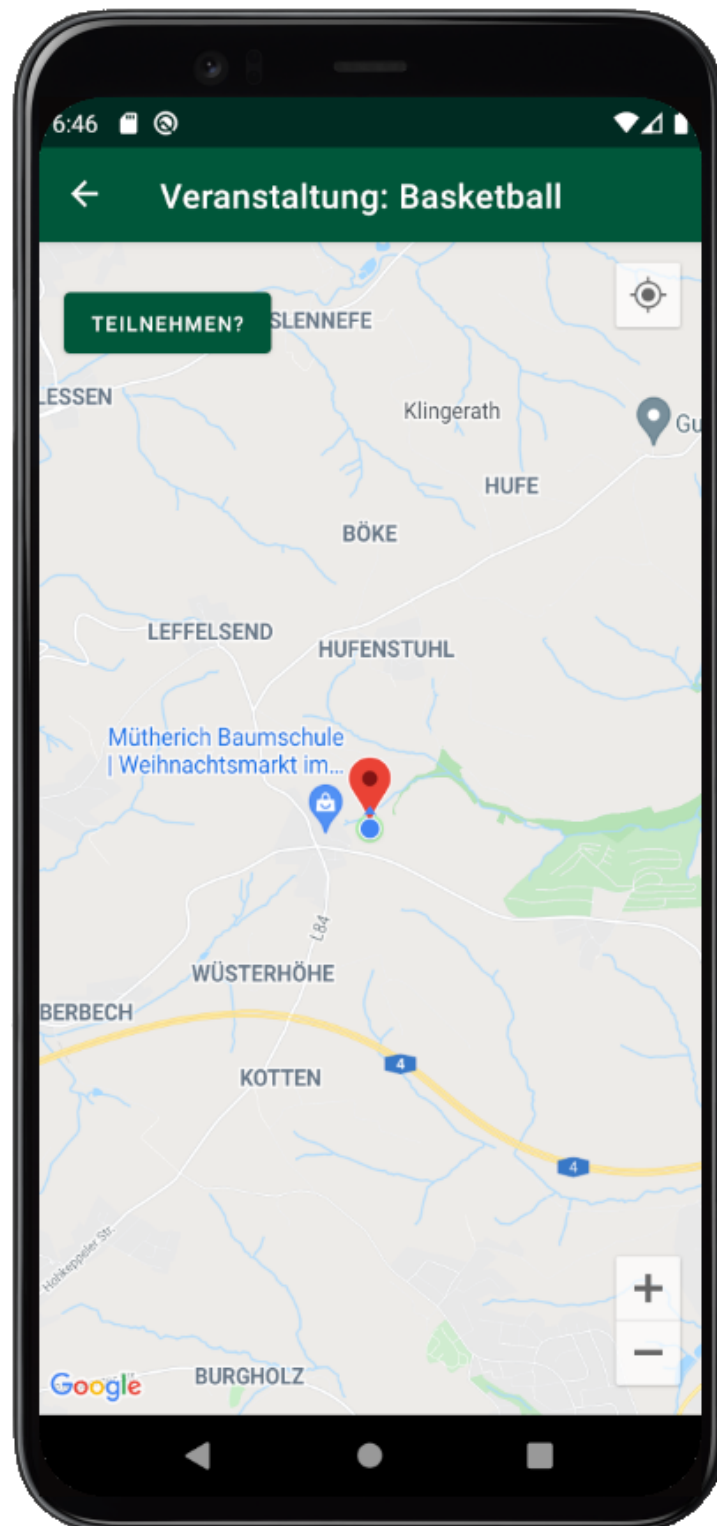 6:46
Veranstaltung: Basketball
TEILNEHMEN?
SLENNEFE
LESSEN
Klingerath
Gu
HUFE
BÖKE
LEFFELSEND
HUFENSTUHL
Mütherich Baumschule
| Weihnachtsmarkt im...
L84
WÜSTERHÖHE
BERBECH
4
KOTTEN
4
Hohkeppeler Str.
BURGHOLZ
Google